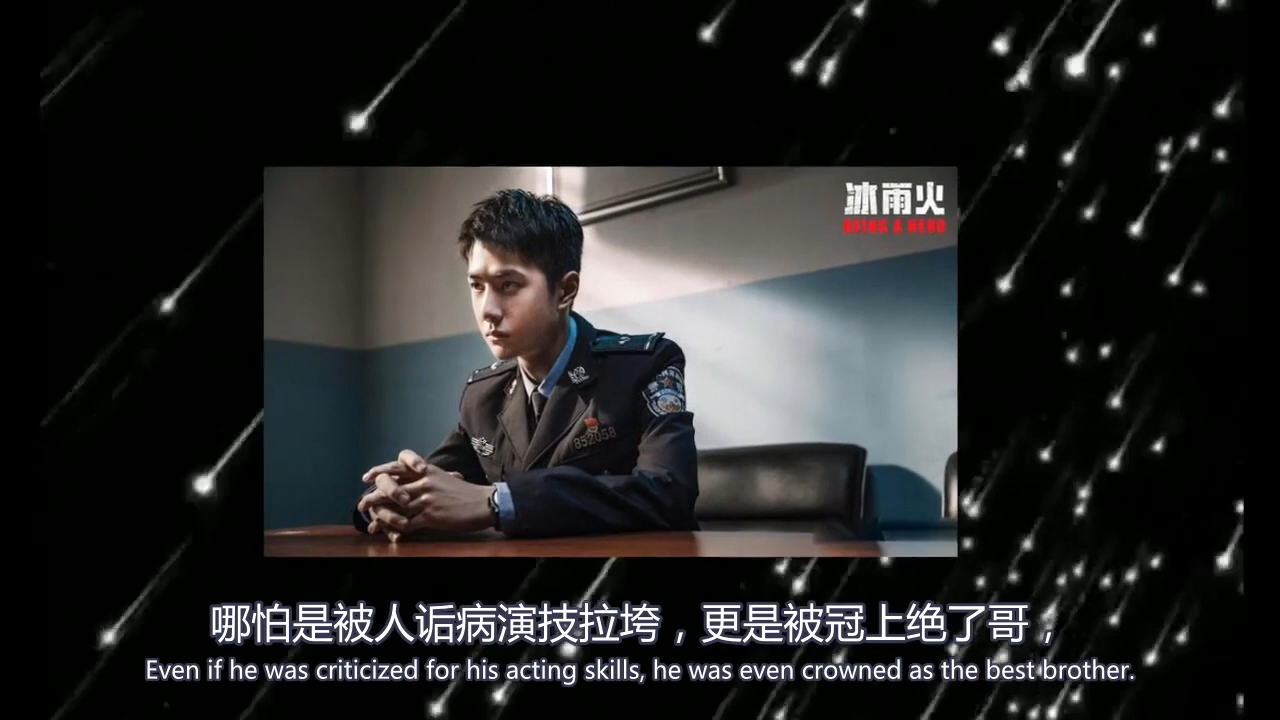 冰雨火
BEING A HERO
852058
哪怕是被人诟病演技拉垮，更是被冠上绝了哥，
Even if he was criticized for his acting skills, he was even crowned as the best brother.